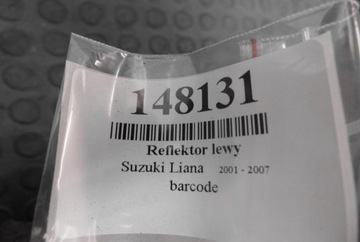 148131
Reflektor lewy
Suzuki Liana 2001 - 2007
barcode